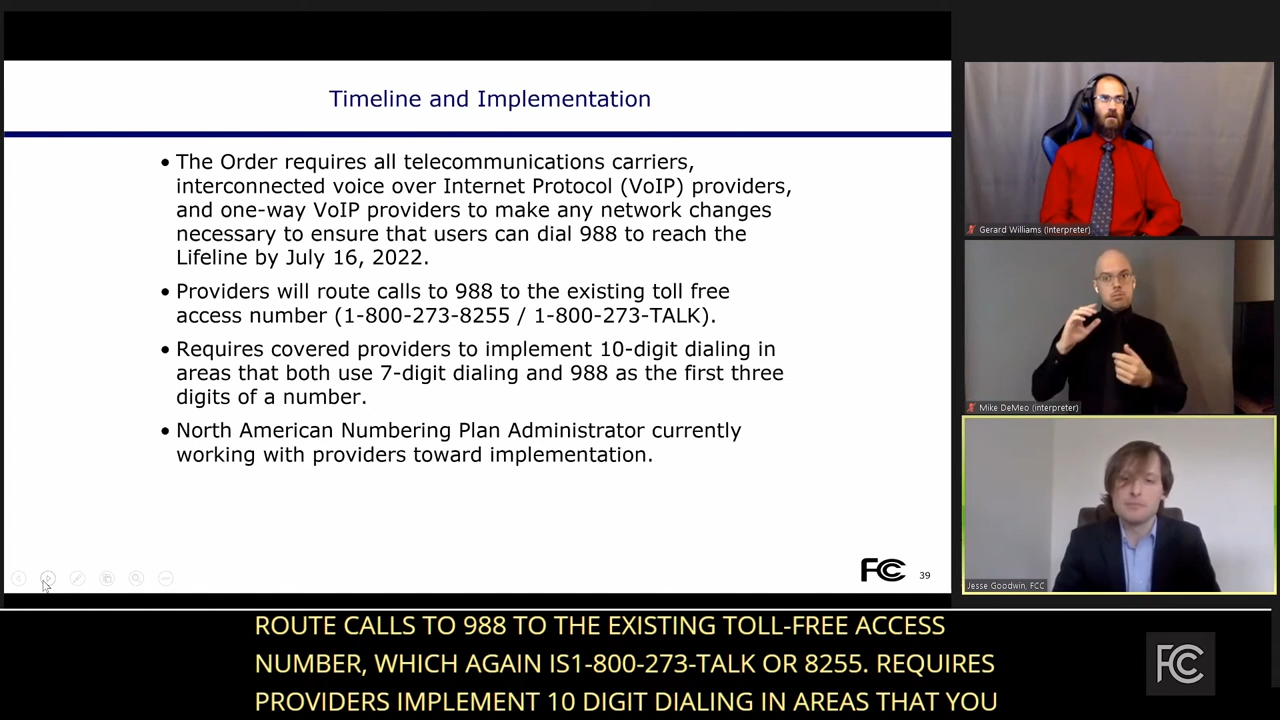 Timeline and Implementation
• The Order requires all telecommunications carriers,
interconnected voice over Internet Protocol (VoIP) providers,
and one-way VoIP providers to make any network changes
necessary to ensure that users can dial 988 to reach the
Lifeline by July 16, 2022.
• Providers will route calls to 988 to the existing toll free
access number (1-800-273-8255 / 1-800-273-TALK).
• Requires covered providers to implement 10-digit dialing in
areas that both use 7-digit dialing and 988 as the first three
digits of a number.
• North American Numbering Plan Administrator currently
working with providers toward implementation.
FCC 39
Gerard Williams (Interpreter)
Mike DeMeo (interpreter)
Jesse Goodwin, FCC
ROUTE CALLS TO 988 TO THE EXISTING TOLL-FREE ACCESS
NUMBER, WHICH AGAIN IS1-800-273-TALK OR 8255. REQUIRES
PROVIDERS IMPLEMENT 10 DIGIT DIALING IN AREAS THAT YOU
FCC